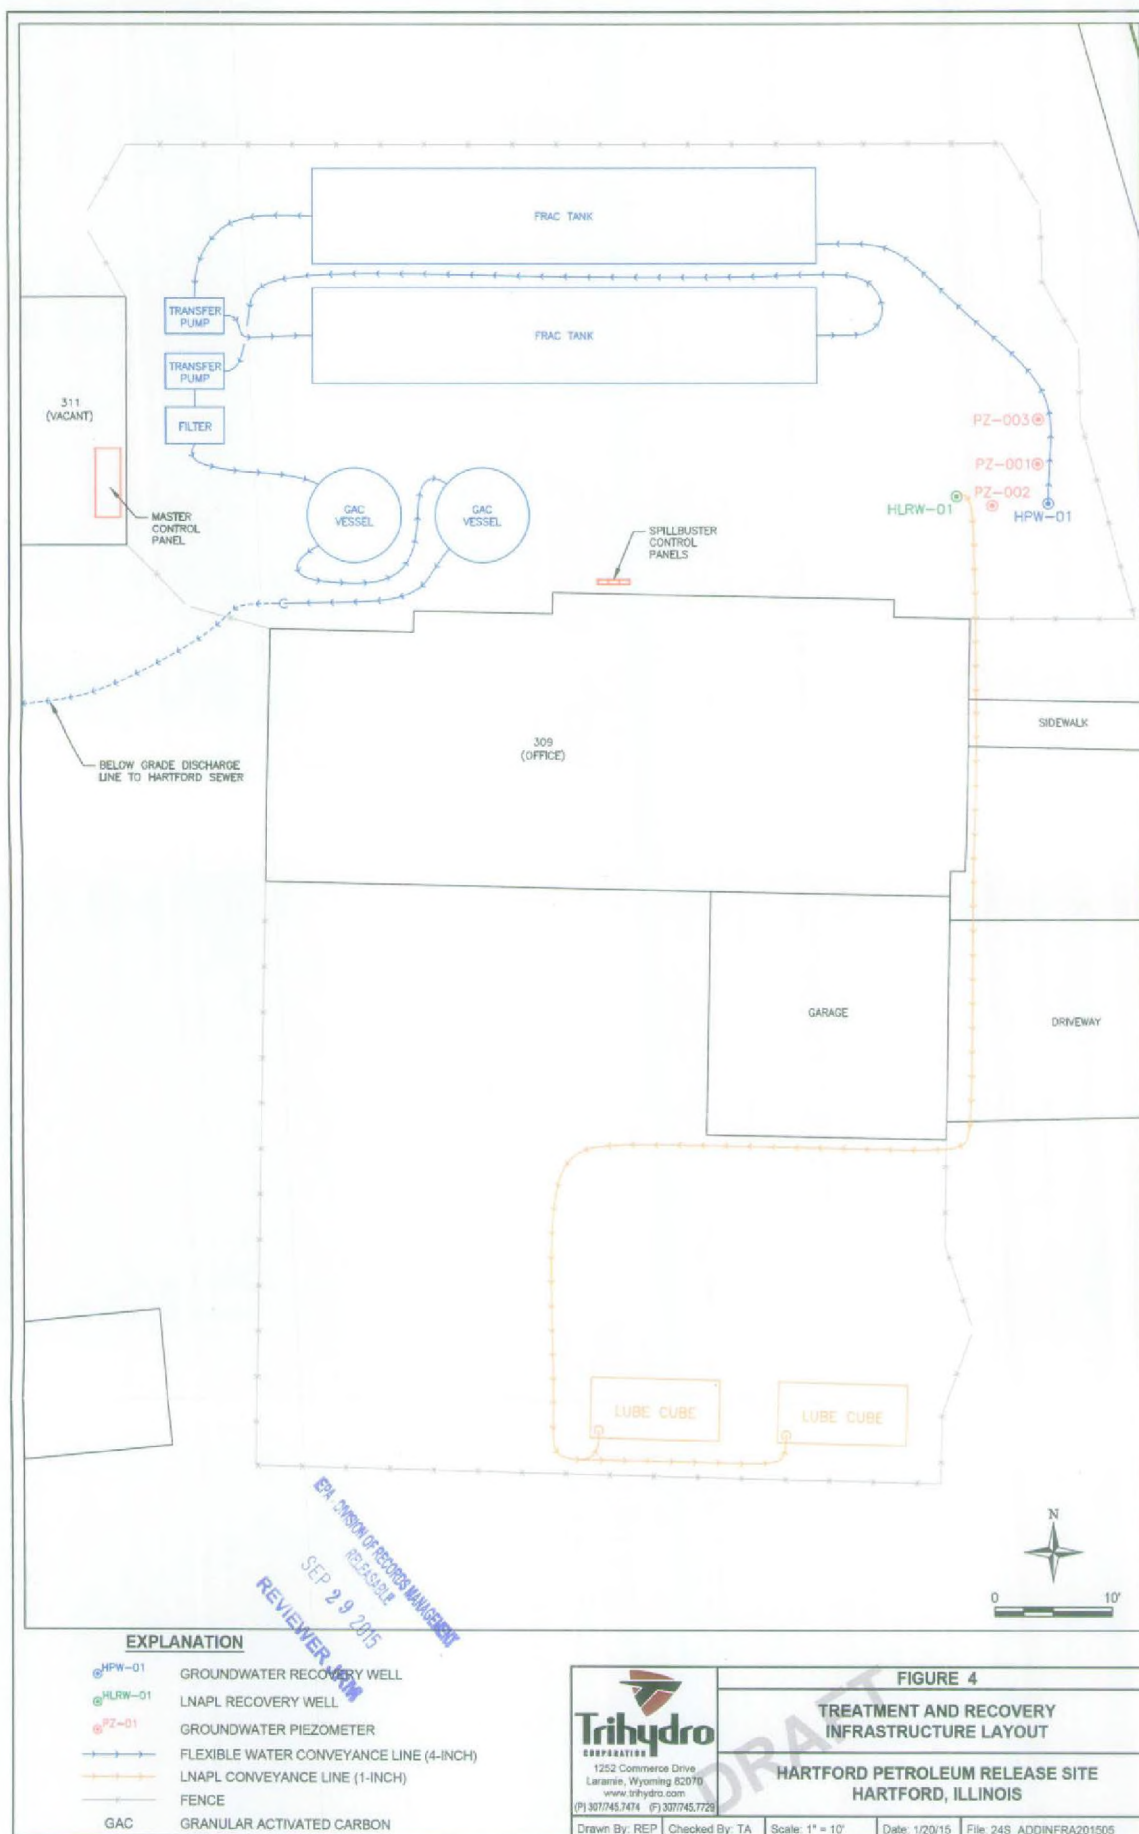 FRAC TANK
TRANSFER
PUMP
FRAC TANK
TRANSFER
PUMP
311
(VACANT)
FILTER
PZ-003
PZ-001
PZ-002
HLRW-01
HPW-01
GAC
VESSEL
GAC
VESSEL
MASTER
CONTROL
PANEL
SPILLBUSTER
CONTROL
PANELS
SIDEWALK
309
(OFFICE)
BELOW GRADE DISCHARGE
LINE TO HARTFORD SEWER
GARAGE
DRIVEWAY
LUBE CUBE
LUBE CUBE
EPA - DIVISION OF RECORDS MANAGEMENT
RELEASABLE
SEP 29 2015
REVIEWER JRM
N
0 10'
EXPLANATION
HPW-01 GROUNDWATER RECOVERY WELL
HLRW-01 LNAPL RECOVERY WELL
PZ-01 GROUNDWATER PIEZOMETER
FLEXIBLE WATER CONVEYANCE LINE (4-INCH)
LNAPL CONVEYANCE LINE (1-INCH)
FENCE
GAC GRANULAR ACTIVATED CARBON
Trihydro
CORPORATION
1252 Commerce Drive
Laramie, Wyoming 82070
www.trihydro.com
(P) 307/745.7474 (F) 307/745.7729
DRAFT
FIGURE 4
TREATMENT AND RECOVERY
INFRASTRUCTURE LAYOUT
HARTFORD PETROLEUM RELEASE SITE
HARTFORD, ILLINOIS
Drawn By: REP Checked By: TA Scale: 1" = 10' Date: 1/20/15 File: 24S_ADDINFRA201505